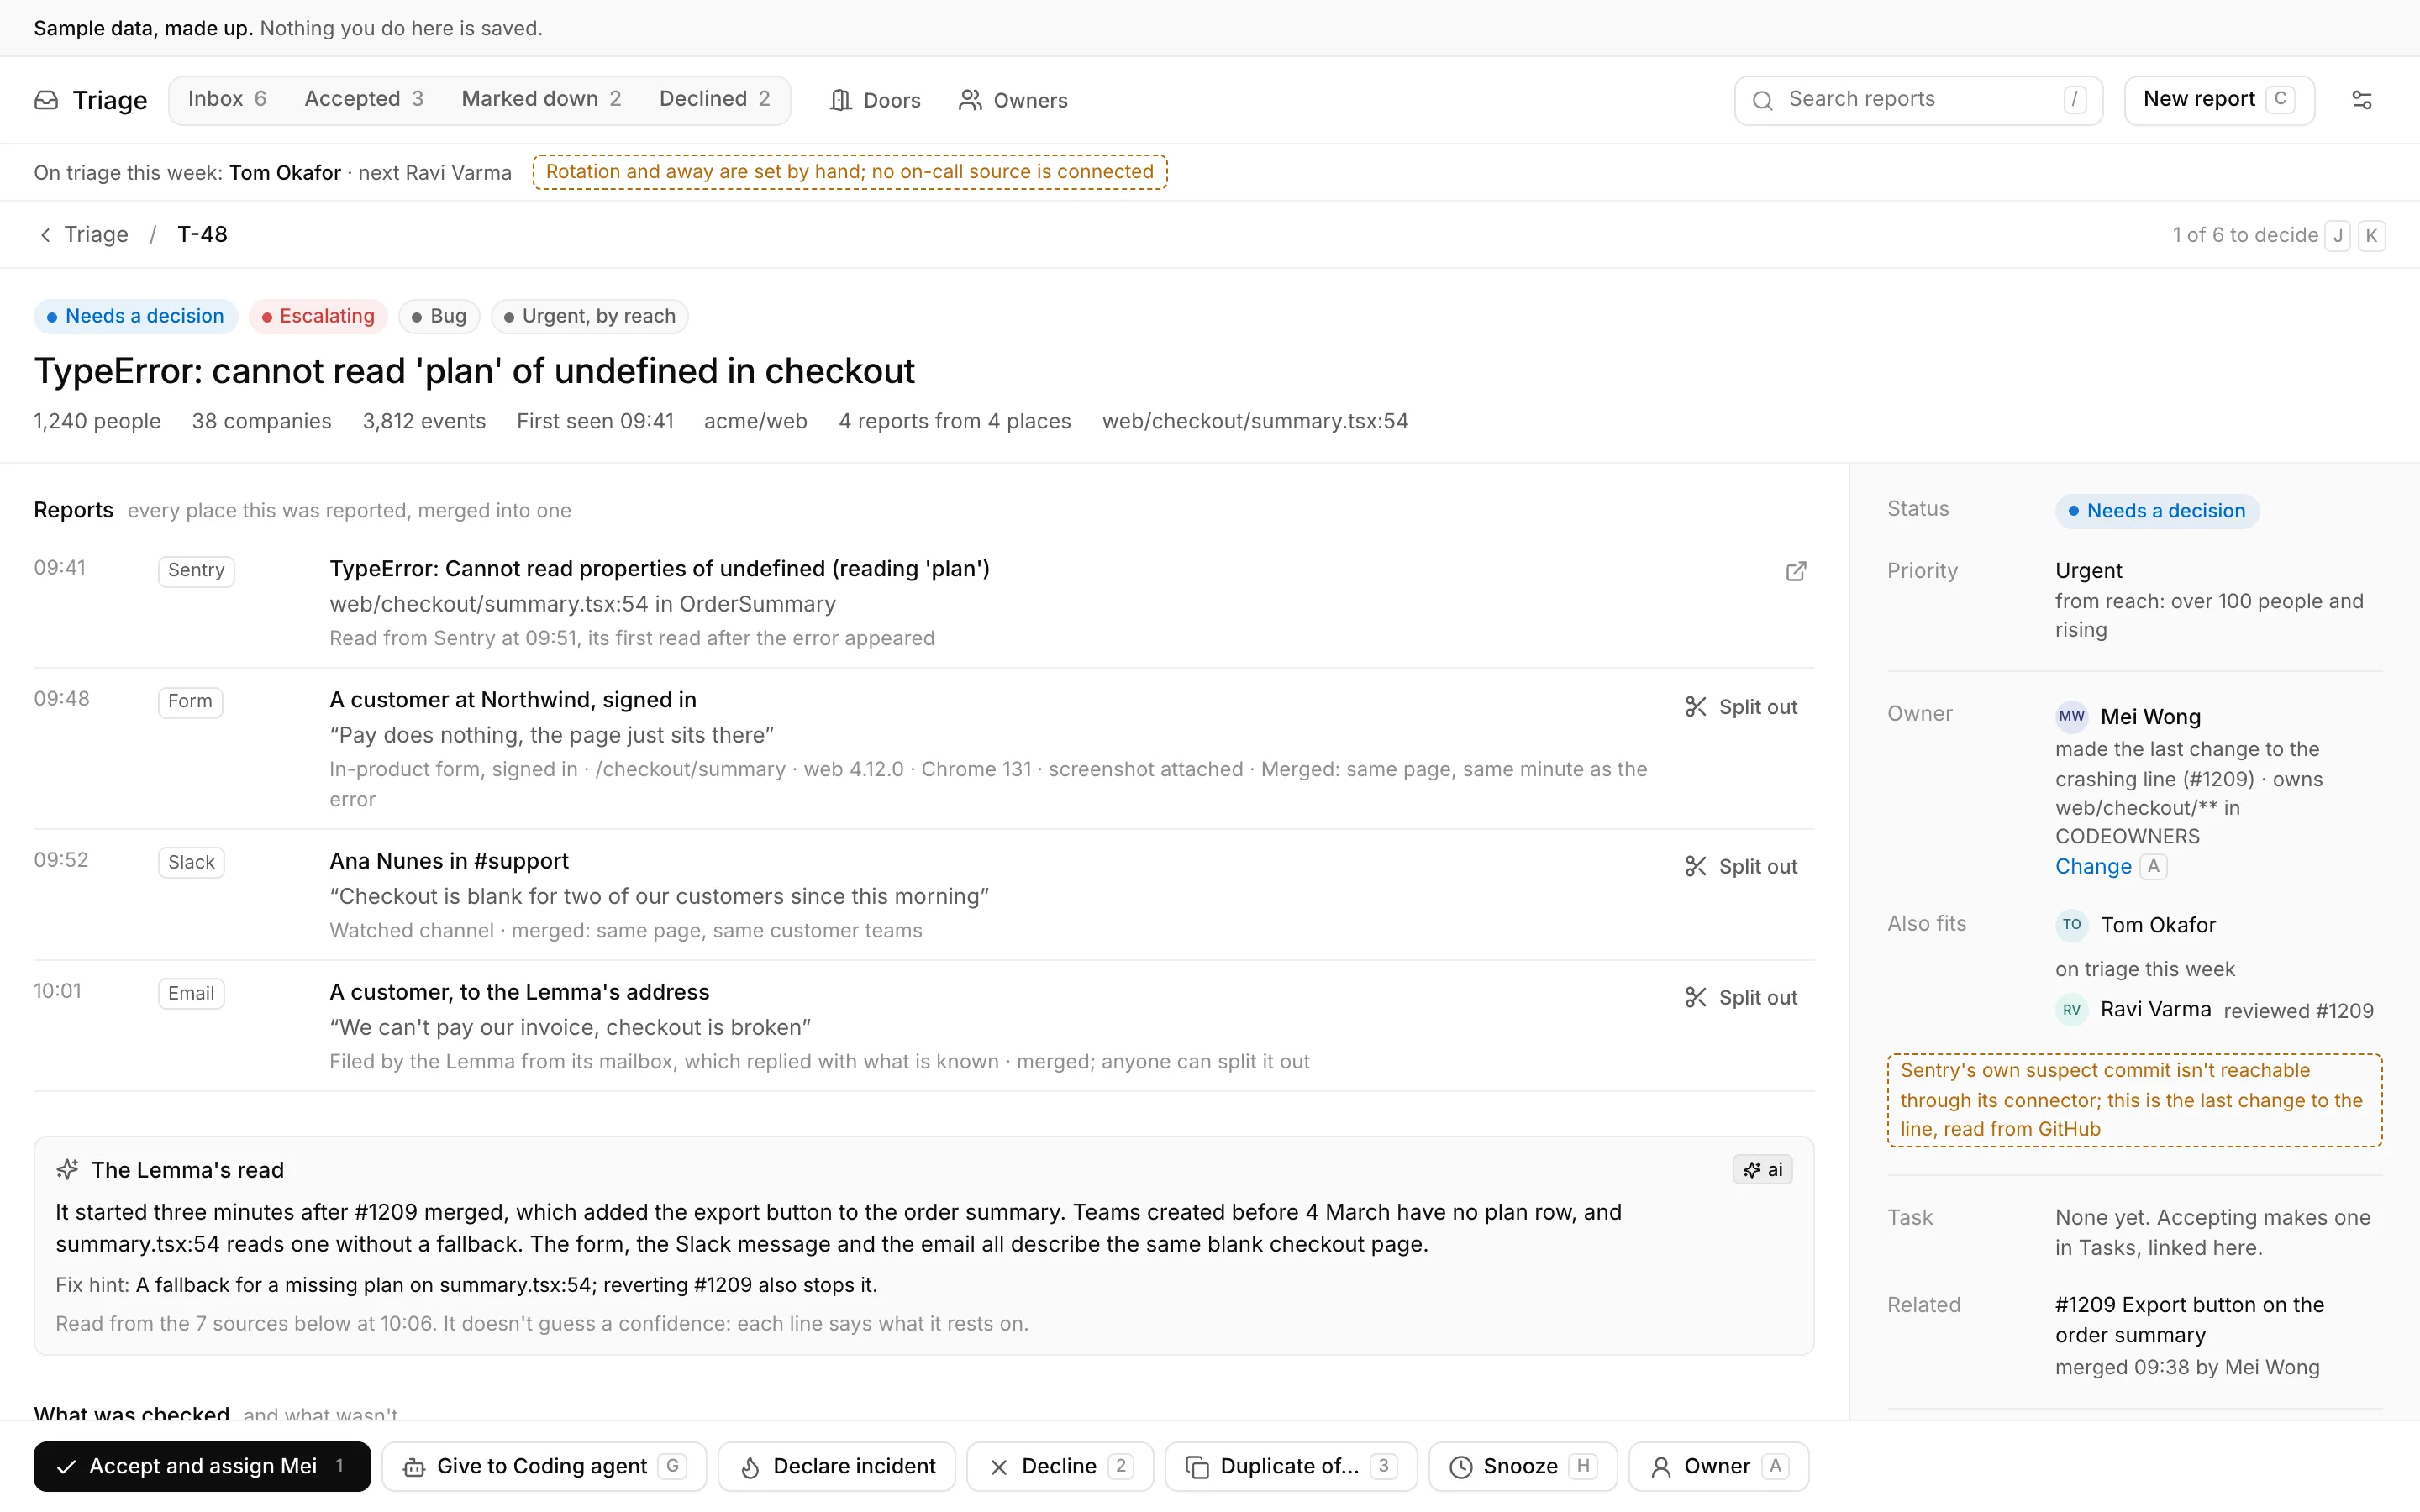 Sample data, made up. Nothing you do here is saved.
Triage Inbox 6 Accepted 3 Marked down 2 Declined 2 Doors Owners Search reports / New report C
On triage this week: Tom Okafor · next Ravi Varma Rotation and away are set by hand; no on-call source is connected
Triage / T-48 1 of 6 to decide J K
Needs a decision Escalating Bug Urgent, by reach
TypeError: cannot read 'plan' of undefined in checkout
1,240 people 38 companies 3,812 events First seen 09:41 acme/web 4 reports from 4 places web/checkout/summary.tsx:54
Reports every place this was reported, merged into one
09:41 Sentry TypeError: Cannot read properties of undefined (reading 'plan')
web/checkout/summary.tsx:54 in OrderSummary
Read from Sentry at 09:51, its first read after the error appeared
09:48 Form A customer at Northwind, signed in Split out
“Pay does nothing, the page just sits there”
In-product form, signed in · /checkout/summary · web 4.12.0 · Chrome 131 · screenshot attached · Merged: same page, same minute as the
error
09:52 Slack Ana Nunes in #support Split out
“Checkout is blank for two of our customers since this morning”
Watched channel · merged: same page, same customer teams
10:01 Email A customer, to the Lemma's address Split out
“We can't pay our invoice, checkout is broken”
Filed by the Lemma from its mailbox, which replied with what is known · merged; anyone can split it out
The Lemma's read ai
It started three minutes after #1209 merged, which added the export button to the order summary. Teams created before 4 March have no plan row, and
summary.tsx:54 reads one without a fallback. The form, the Slack message and the email all describe the same blank checkout page.
Fix hint: A fallback for a missing plan on summary.tsx:54; reverting #1209 also stops it.
Read from the 7 sources below at 10:06. It doesn't guess a confidence: each line says what it rests on.
What was checked and what wasn't
Status Needs a decision
Priority Urgent
from reach: over 100 people and
rising
Owner MW Mei Wong
made the last change to the
crashing line (#1209) · owns
web/checkout/** in
CODEOWNERS
Change A
Also fits TO Tom Okafor
on triage this week
RV Ravi Varma reviewed #1209
Sentry's own suspect commit isn't reachable
through its connector; this is the last change to the
line, read from GitHub
Task None yet. Accepting makes one
in Tasks, linked here.
Related #1209 Export button on the
order summary
merged 09:38 by Mei Wong
Accept and assign Mei 1 Give to Coding agent G Declare incident Decline 2 Duplicate of... 3 Snooze H Owner A